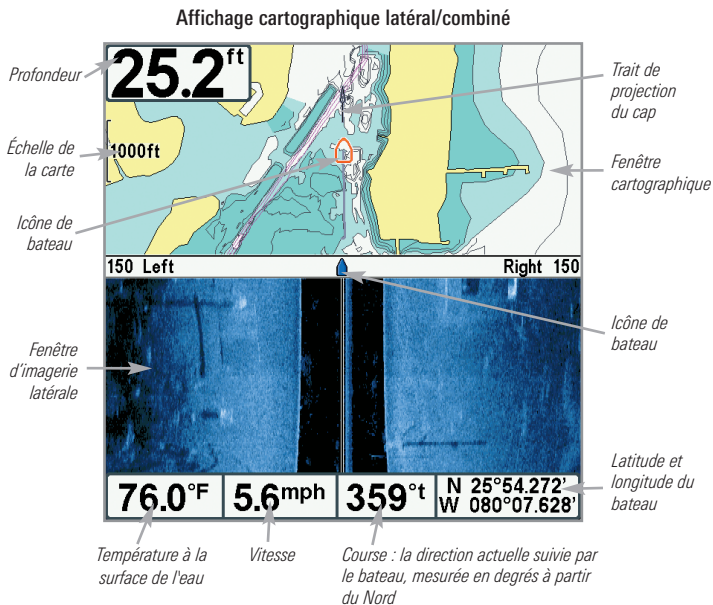 Affichage cartographique latéral/combiné
25.2 ft
Profondeur
Trait de
projection
du cap
Échelle de
la carte
1000ft
Fenêtre
cartographique
Icône de
bateau
150 Left
Right 150
Icône de
bateau
Fenêtre
d'imagerie
latérale
Latitude et
longitude du
bateau
76.0°F
5.6mph
359°t
N 25°54.272'
W 080°07.628'
Température à la
surface de l'eau
Vitesse
Course : la direction actuelle suivie par
le bateau, mesurée en degrés à partir
du Nord